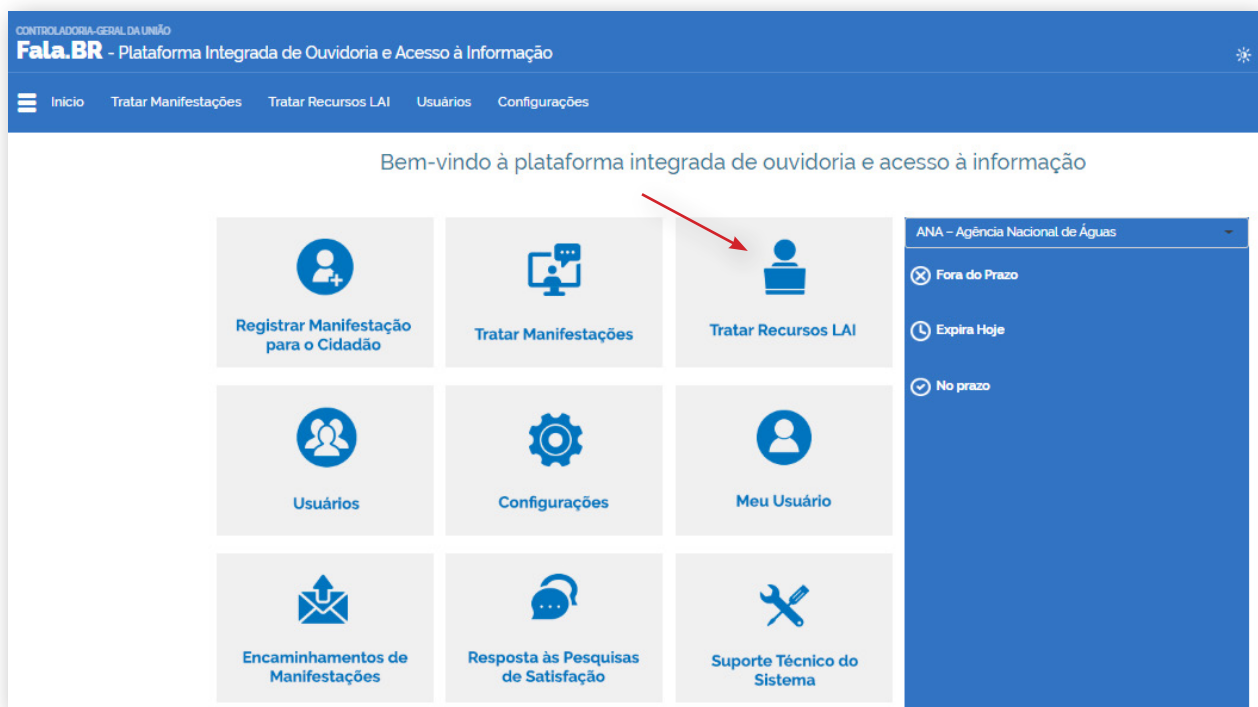 CONTROLADORIA-GERAL DA UNIÃO
Fala.BR - Plataforma Integrada de Ouvidoria e Acesso à Informação
Início Tratar Manifestações Tratar Recursos LAI Usuários Configurações
Bem-vindo à plataforma integrada de ouvidoria e acesso à informação
Registrar Manifestação
para o Cidadão
Tratar Manifestações
Tratar Recursos LAI
ANA – Agência Nacional de Águas
Fora do Prazo
Expira Hoje
No prazo
Usuários
Configurações
Meu Usuário
Encaminhamentos de
Manifestações
Resposta às Pesquisas
de Satisfação
Suporte Técnico do
Sistema